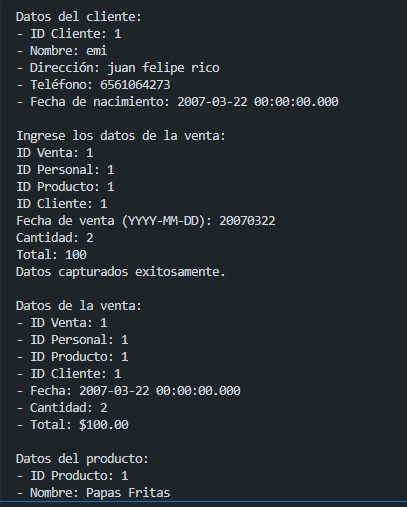 Datos del cliente:
- ID Cliente: 1
- Nombre: emi
- Dirección: juan felipe rico
- Teléfono: 6561064273
- Fecha de nacimiento: 2007-03-22 00:00:00.000
Ingrese los datos de la venta:
ID Venta: 1
ID Personal: 1
ID Producto: 1
ID Cliente: 1
Fecha de venta (YYYY-MM-DD): 20070322
Cantidad: 2
Total: 100
Datos capturados exitosamente.
Datos de la venta:
- ID Venta: 1
- ID Personal: 1
- ID Producto: 1
- ID Cliente: 1
- Fecha: 2007-03-22 00:00:00.000
- Cantidad: 2
- Total: $100.00
Datos del producto:
- ID Producto: 1
- Nombre: Papas Fritas